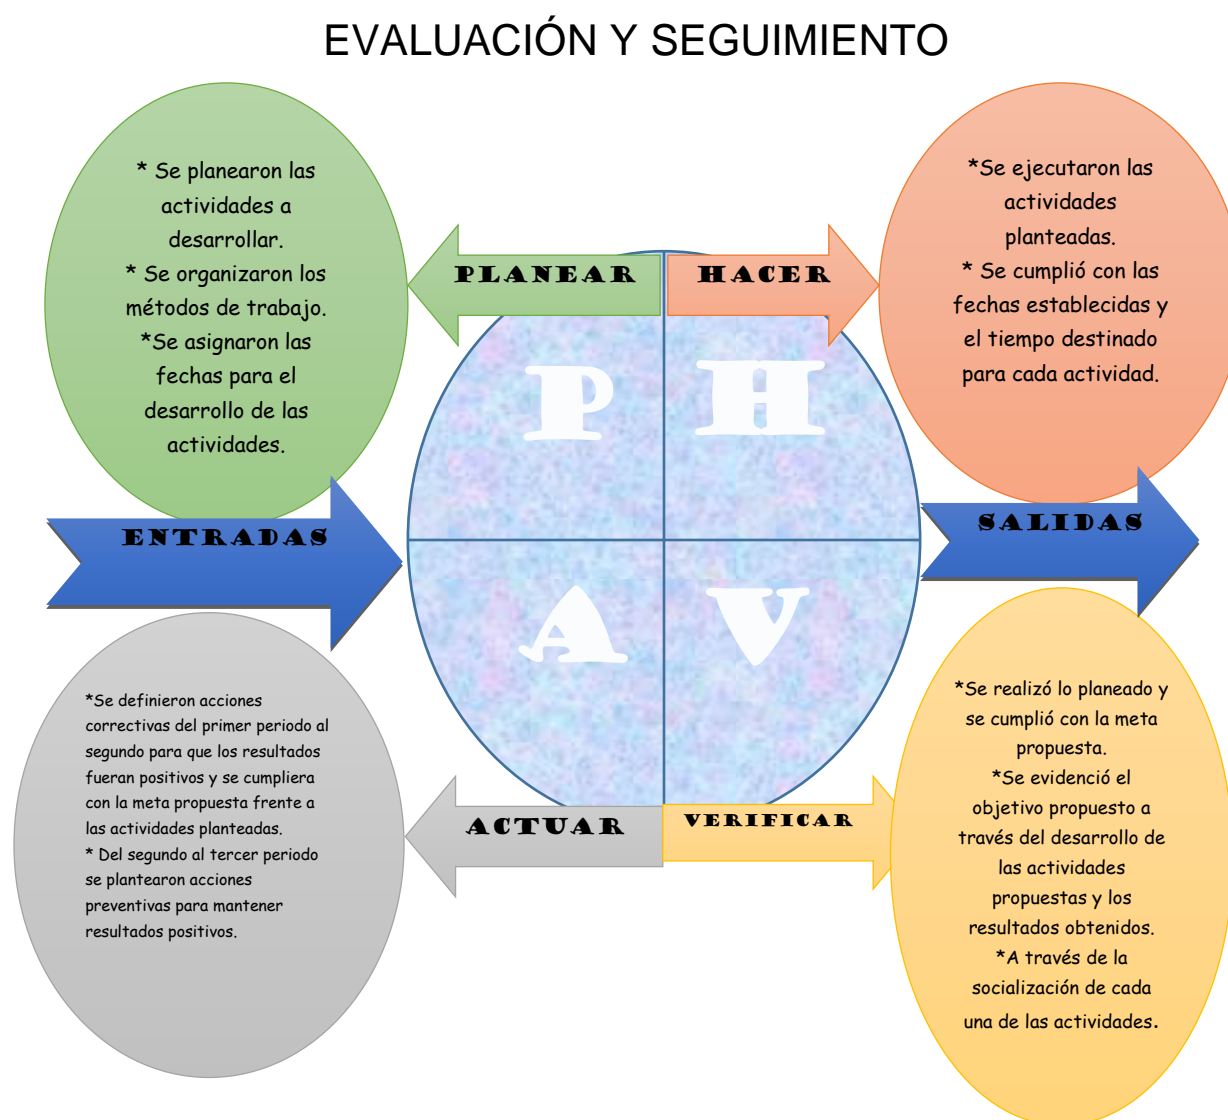 EVALUACIÓN Y SEGUIMIENTO
* Se planearon las
actividades a
desarrollar.
* Se organizaron los
métodos de trabajo.
*Se asignaron las
fechas para el
desarrollo de las
actividades.
*Se ejecutaron las
actividades
planteadas.
* Se cumplió con las
fechas establecidas y
el tiempo destinado
para cada actividad.
PLANEAR
HACER
P
H
ENTRADAS
SALIDAS
A
V
*Se definieron acciones
correctivas del primer periodo al
segundo para que los resultados
fueran positivos y se cumpliera
con la meta propuesta frente a
las actividades planteadas.
* Del segundo al tercer periodo
se plantearon acciones
preventivas para mantener
resultados positivos.
ACTUAR
VERIFICAR
*Se realizó lo planeado y
se cumplió con la meta
propuesta.
*Se evidenció el
objetivo propuesto a
través del desarrollo de
las actividades
propuestas y los
resultados obtenidos.
*A través de la
socialización de cada
una de las actividades.